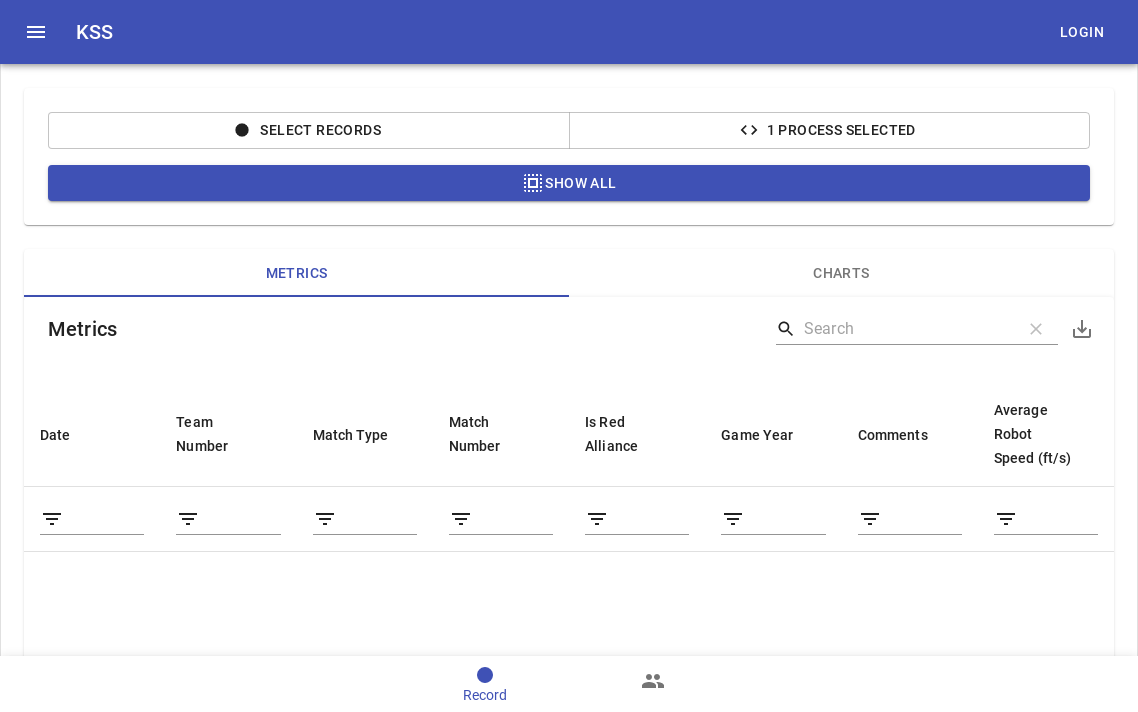 KSS
LOGIN
SELECT RECORDS
1 PROCESS SELECTED
SHOW ALL
METRICS
CHARTS
Metrics
Search
Date
Team
Number
Match Type
Match
Number
Is Red
Alliance
Game Year
Comments
Average
Robot
Speed (ft/s)
Record